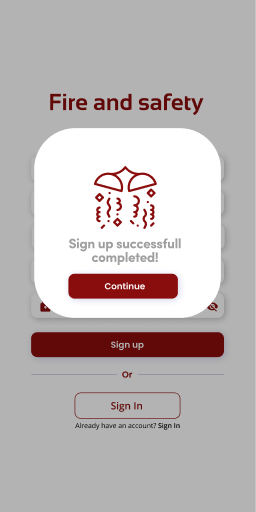 Fire and safety
Sign up successfull
completed!
Continue
Sign up
Or
Sign In
Already have an account? Sign In